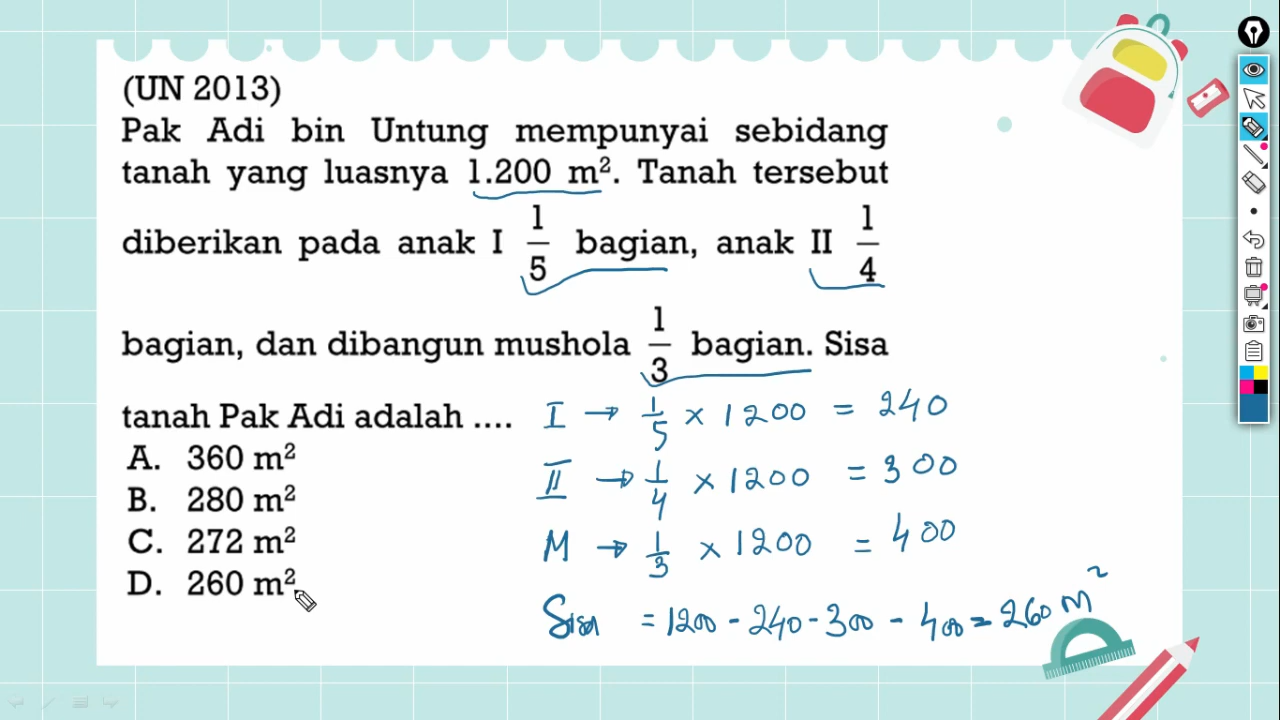 (UN 2013)
Pak Adi bin Untung mempunyai sebidang
tanah yang luasnya 1.200 m². Tanah tersebut
diberikan pada anak I 1/5 bagian, anak II 1/4
bagian, dan dibangun mushola 1/3 bagian. Sisa
tanah Pak Adi adalah ....
A. 360 m²
B. 280 m²
C. 272 m²
D. 260 m²
I → 1/5 × 1200 = 240
II → 1/4 × 1200 = 300
M → 1/3 × 1200 = 400
Sisa = 1200 - 240 - 300 - 400 = 260 m²